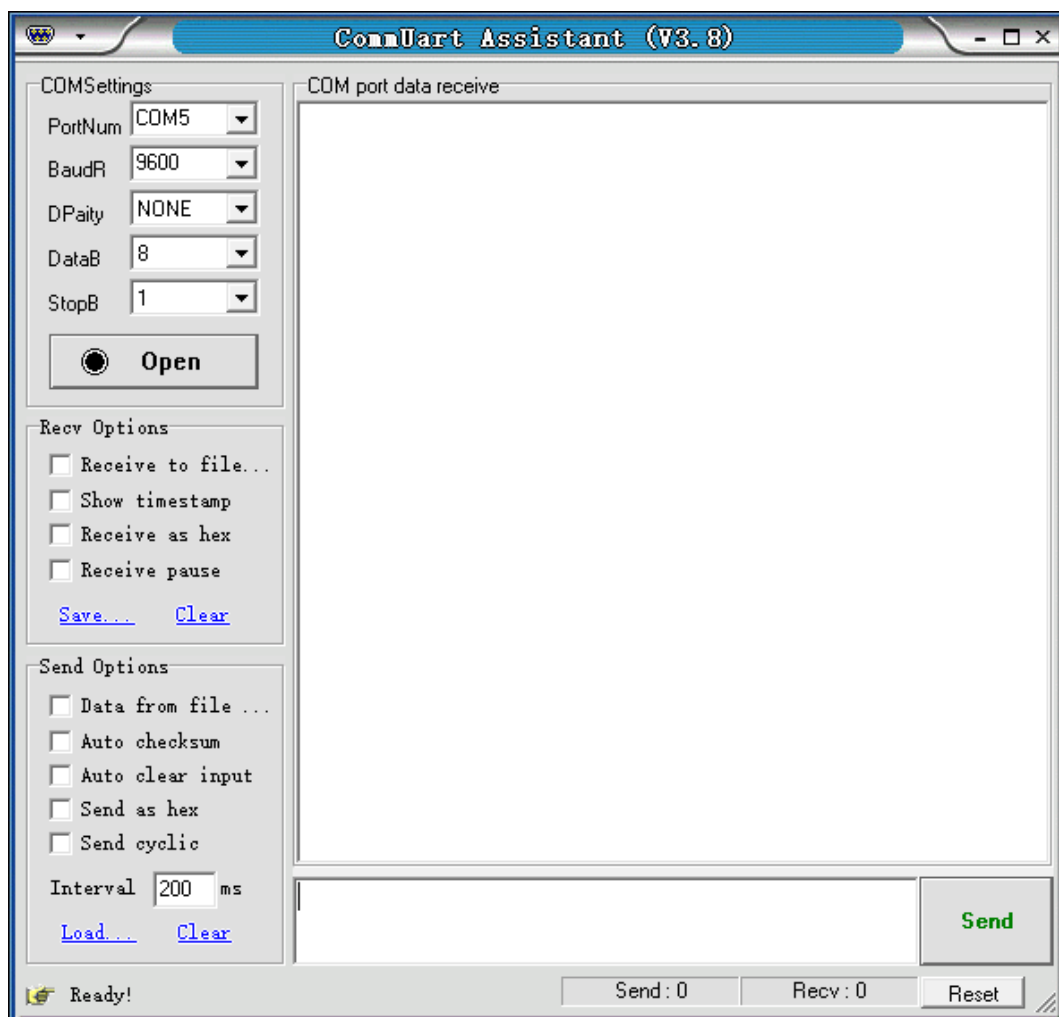 CommUart Assistant (V3.8)
COMSettings
PortNum COM5
BaudR 9600
DPaity NONE
DataB 8
StopB 1
Open
Recv Options
Receive to file...
Show timestamp
Receive as hex
Receive pause
Save... Clear
Send Options
Data from file ...
Auto checksum
Auto clear input
Send as hex
Send cyclic
Interval 200 ms
Load... Clear
COM port data receive
Send
Ready!
Send : 0
Recv : 0
Reset